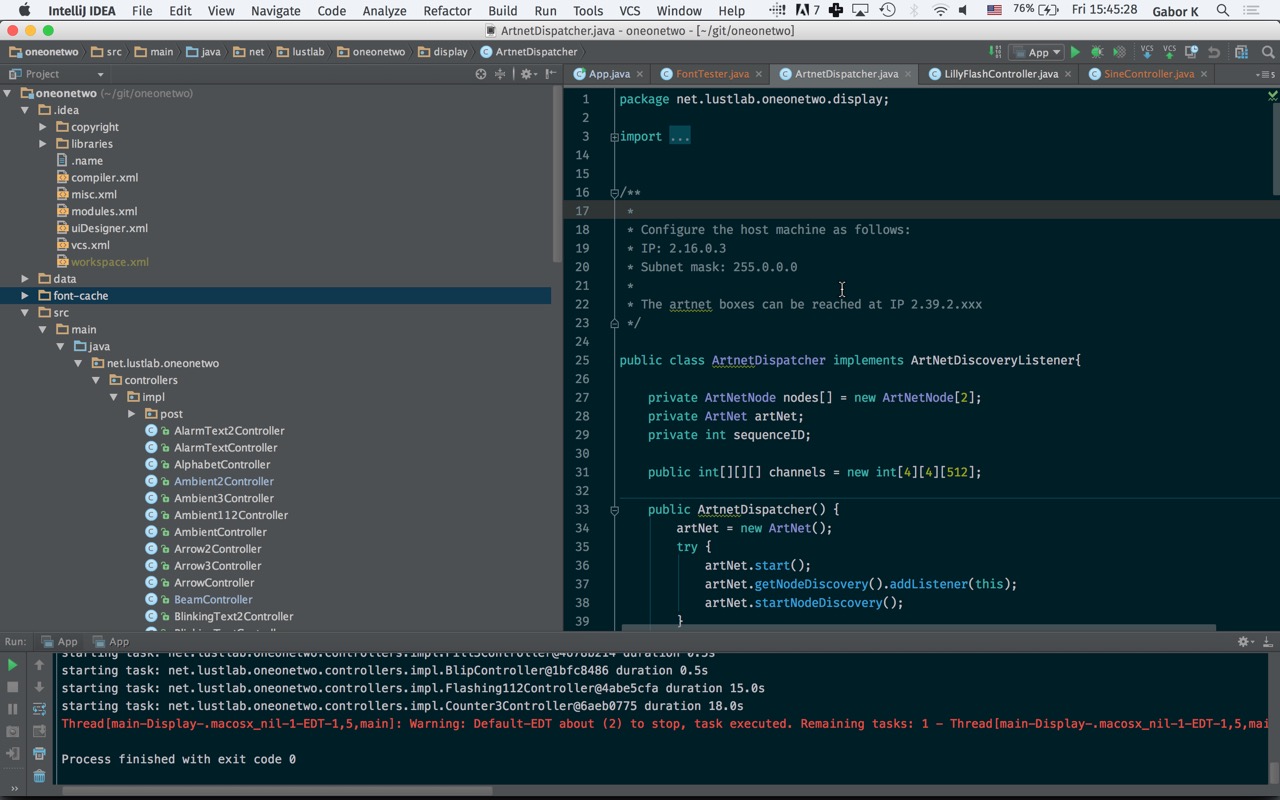 IntelliJ IDEA File Edit View Navigate Code Analyze Refactor Build Run Tools VCS Window Help 7 76% Fri 15:45:28 Gabor K
ArtnetDispatcher.java - oneonetwo - [~/git/oneonetwo]
oneonetwo src main java net lustlab oneonetwo display ArtnetDispatcher App VCS VCS
Project
App.java FontTester.java ArtnetDispatcher.java LillyFlashController.java SineController.java
oneonetwo (~/git/oneonetwo)
.idea
copyright
libraries
.name
compiler.xml
misc.xml
modules.xml
uiDesigner.xml
vcs.xml
workspace.xml
data
font-cache
src
main
java
net.lustlab.oneonetwo
controllers
impl
post
AlarmText2Controller
AlarmTextController
AlphabetController
Ambient2Controller
Ambient3Controller
Ambient112Controller
AmbientController
Arrow2Controller
Arrow3Controller
ArrowController
BeamController
BlinkingText2Controller
1 package net.lustlab.oneonetwo.display;
2
3 import ...
14
15
16 /**
17 *
18 * Configure the host machine as follows:
19 * IP: 2.16.0.3
20 * Subnet mask: 255.0.0.0
21 *
22 * The artnet boxes can be reached at IP 2.39.2.xxx
23 */
24
25 public class ArtnetDispatcher implements ArtNetDiscoveryListener{
26
27 private ArtNetNode nodes[] = new ArtNetNode[2];
28 private ArtNet artNet;
29 private int sequenceID;
30
31 public int[][][] channels = new int[4][4][512];
32
33 public ArtnetDispatcher() {
34 artNet = new ArtNet();
35 try {
36 artNet.start();
37 artNet.getNodeDiscovery().addListener(this);
38 artNet.startNodeDiscovery();
39 }
Run: App App
starting task: net.lustlab.oneonetwo.controllers.impl.BlipController@1bfc8486 duration 0.5s
starting task: net.lustlab.oneonetwo.controllers.impl.Flashing112Controller@4abe5cfa duration 15.0s
starting task: net.lustlab.oneonetwo.controllers.impl.Counter3Controller@6aeb0775 duration 18.0s
Thread[main-Display-.macosx_nil-1-EDT-1,5,main]: Warning: Default-EDT about (2) to stop, task executed. Remaining tasks: 1 - Thread[main-Display-.macosx_nil-1-EDT-1,5,mai
Process finished with exit code 0